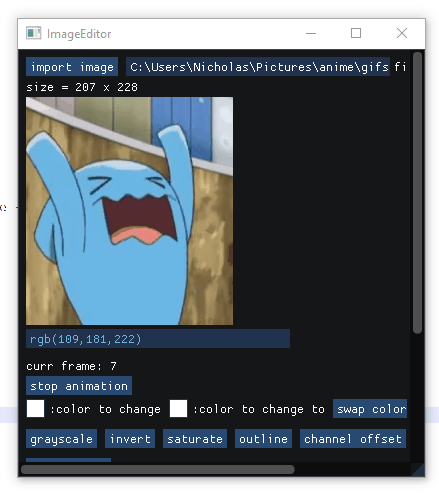 ImageEditor
import image C:\Users\Nicholas\Pictures\anime\gifs fi
size = 207 x 228
rgb(109,181,222)
curr frame: 7
stop animation
:color to change :color to change to swap color
grayscale invert saturate outline channel offset